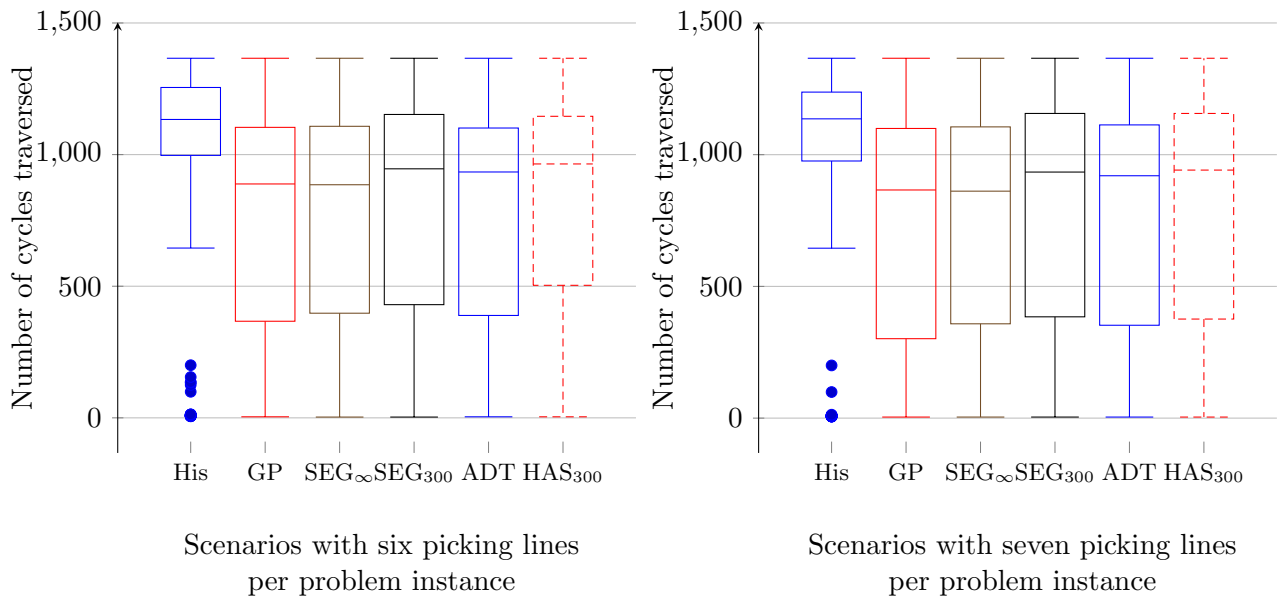 Number of cycles traversed
1,500
1,000
500
0
His GP SEG∞ SEG300 ADT HAS300
Scenarios with six picking lines
per problem instance
Number of cycles traversed
1,500
1,000
500
0
His GP SEG∞ SEG300 ADT HAS300
Scenarios with seven picking lines
per problem instance